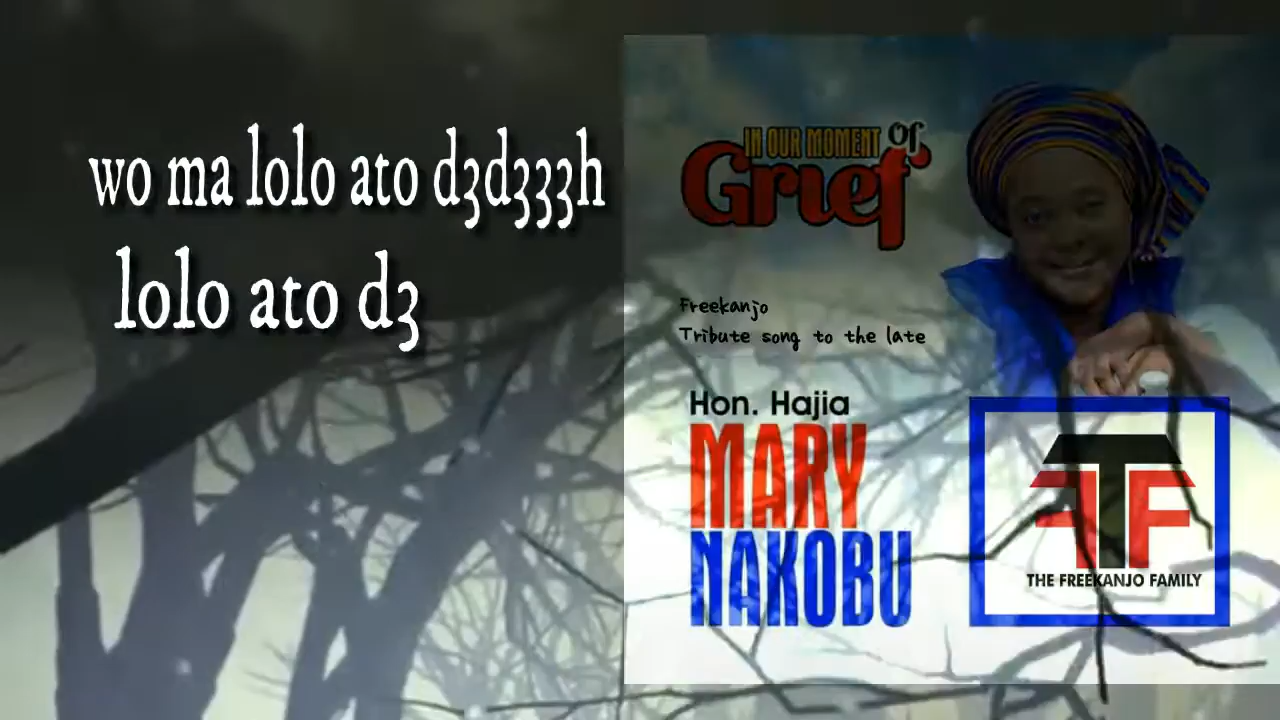 wo ma lolo ato d3d333h
lolo ato d3
IN OUR MOMENT OF
Grief
Freekanjo
Tribute song to the late
Hon. Hajia
MARY
NAKOBU
TFF
THE FREEKANJO FAMILY